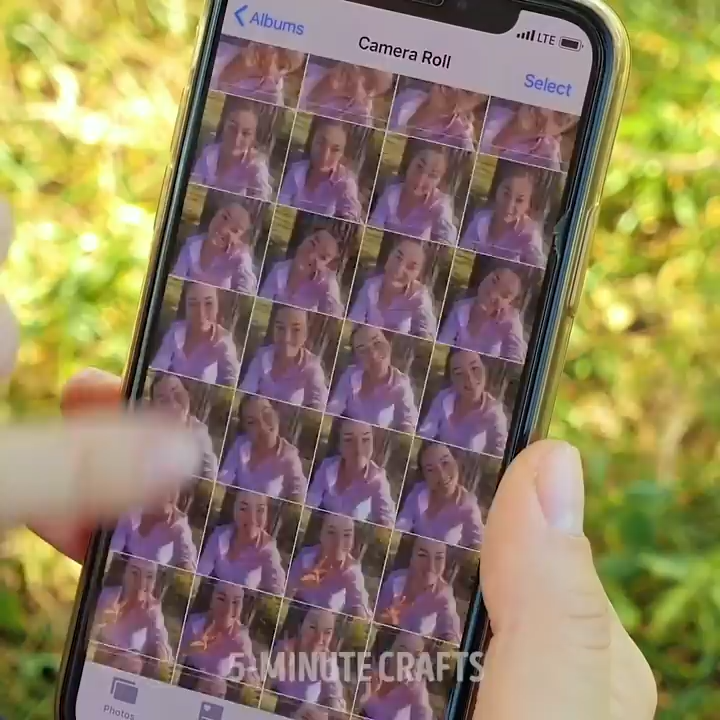 LTE
Albums
Camera Roll
Select
5-MINUTE CRAFTS
Photos